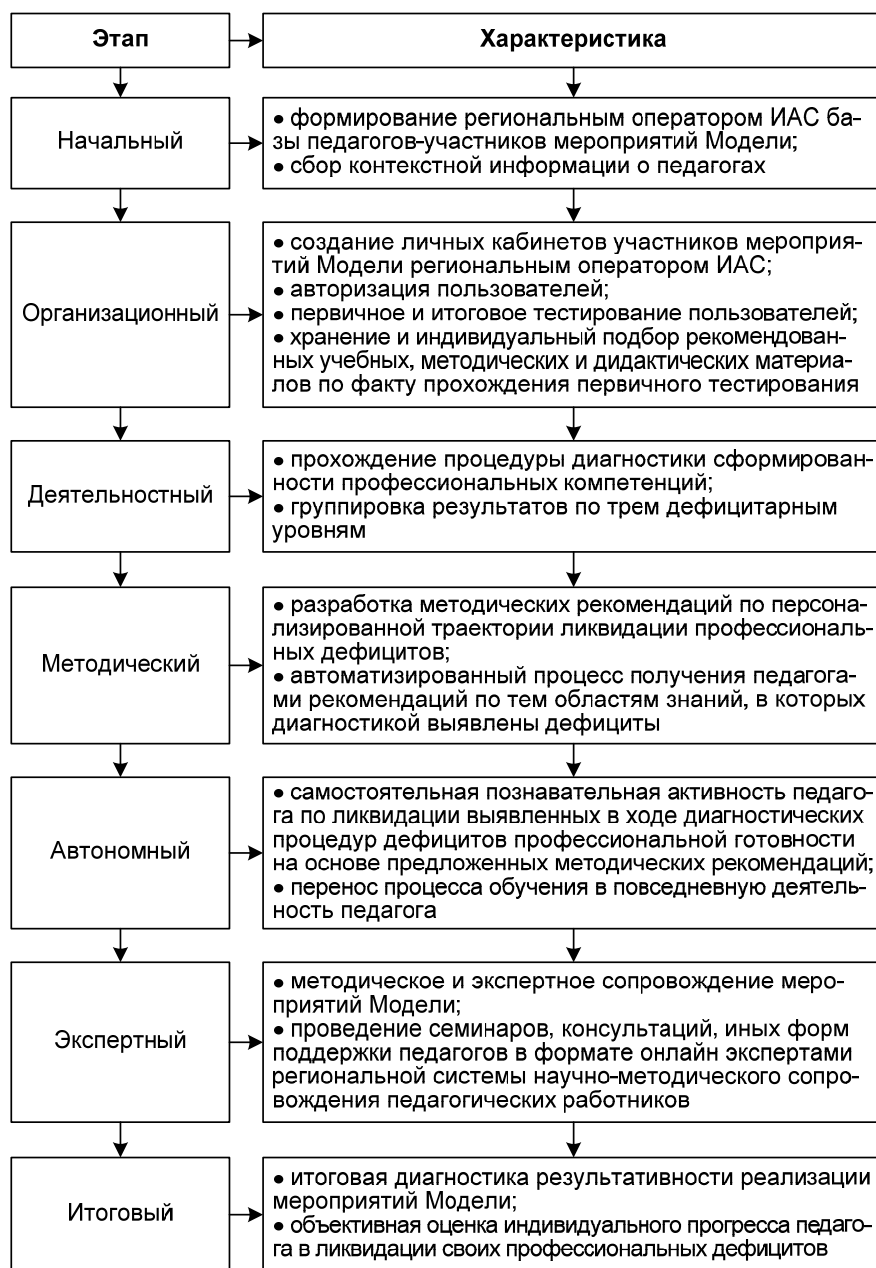 Этап
Характеристика
Начальный
• формирование региональным оператором ИАС ба-
зы педагогов-участников мероприятий Модели;
• сбор контекстной информации о педагогах
Организационный
• создание личных кабинетов участников мероприя-
тий Модели региональным оператором ИАС;
• авторизация пользователей;
• первичное и итоговое тестирование пользователей;
• хранение и индивидуальный подбор рекомендован-
ных учебных, методических и дидактических материа-
лов по факту прохождения первичного тестирования
Деятельностный
• прохождение процедуры диагностики сформирован-
ности профессиональных компетенций;
• группировка результатов по трем дефицитарным
уровням
Методический
• разработка методических рекомендаций по персона-
лизированной траектории ликвидации профессиональ-
ных дефицитов;
• автоматизированный процесс получения педагога-
ми рекомендаций по тем областям знаний, в которых
диагностикой выявлены дефициты
Автономный
• самостоятельная познавательная активность педаго-
га по ликвидации выявленных в ходе диагностических
процедур дефицитов профессиональной готовности
на основе предложенных методических рекомендаций;
• перенос процесса обучения в повседневную деятель-
ность педагога
Экспертный
• методическое и экспертное сопровождение меро-
приятий Модели;
• проведение семинаров, консультаций, иных форм
поддержки педагогов в формате онлайн экспертами
региональной системы научно-методического сопро-
вождения педагогических работников
Итоговый
• итоговая диагностика результативности реализации
мероприятий Модели;
• объективная оценка индивидуального прогресса педаго-
га в ликвидации своих профессиональных дефицитов